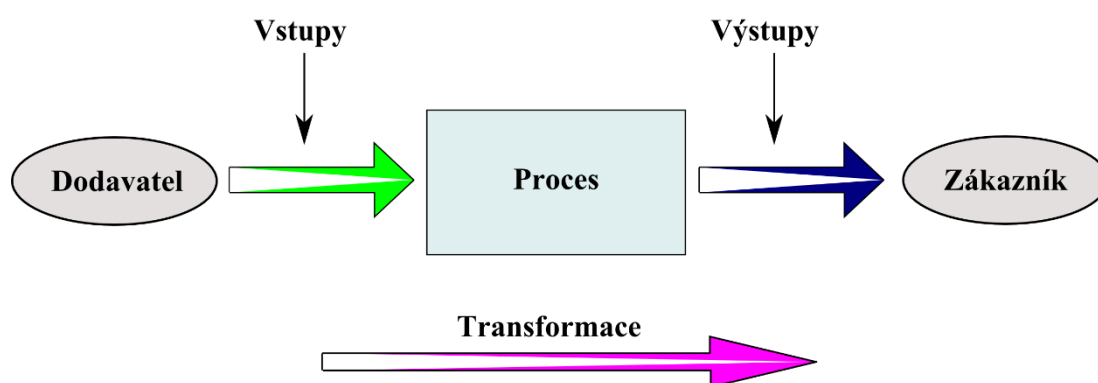 Vstupy
Výstupy
Dodavatel
Proces
Zákazník
Transformace